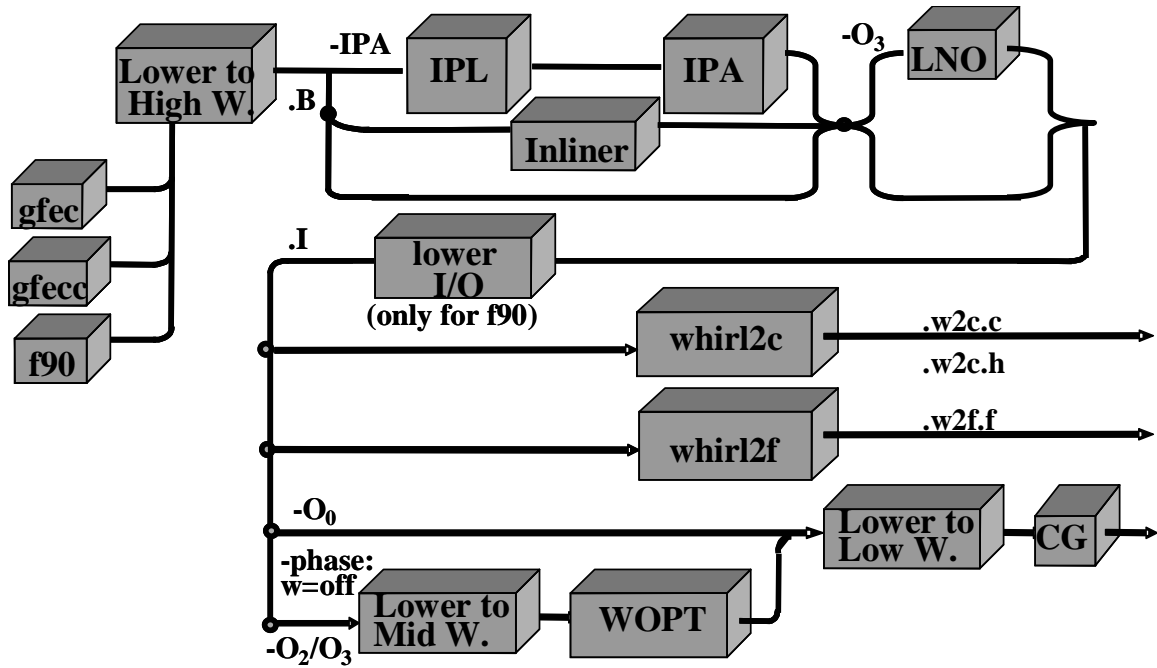 -IPA
-O3
Lower to
High W.
IPL
IPA
LNO
.B
Inliner
gfec
gfecc
f90
.I
lower
I/O
(only for f90)
whirl2c
.w2c.c
.w2c.h
whirl2f
.w2f.f
-O0
Lower to
Low W.
CG
-phase:
w=off
Lower to
Mid W.
WOPT
-O2/O3